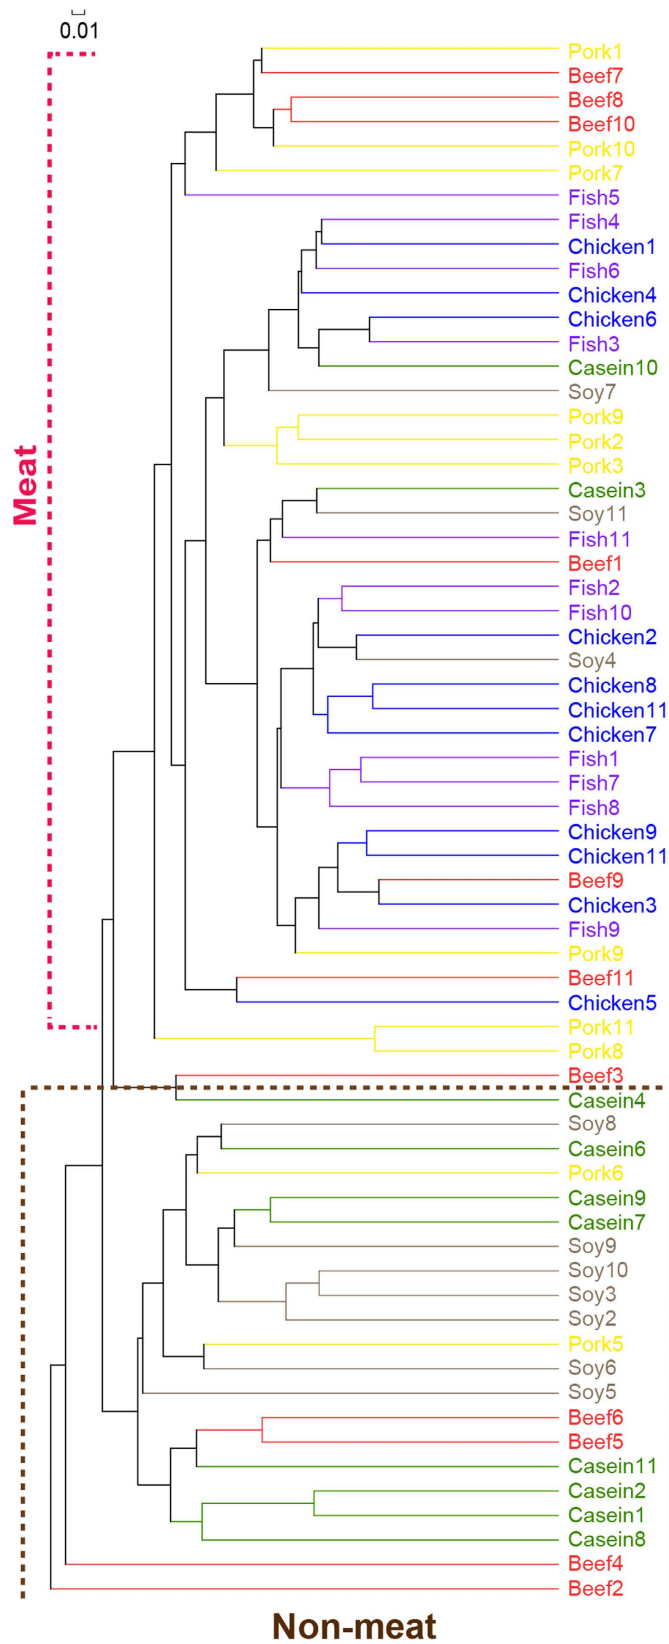 0.01
Meat
Pork1
Beef7
Beef8
Beef10
Pork10
Pork7
Fish5
Fish4
Chicken1
Fish6
Chicken4
Chicken6
Fish3
Casein10
Soy7
Pork9
Pork2
Pork3
Casein3
Soy11
Fish11
Beef1
Fish2
Fish10
Chicken2
Soy4
Chicken8
Chicken11
Chicken7
Fish1
Fish7
Fish8
Chicken9
Chicken11
Beef9
Chicken3
Fish9
Pork9
Beef11
Chicken5
Pork11
Pork8
Beef3
Casein4
Soy8
Casein6
Pork6
Casein9
Casein7
Soy9
Soy10
Soy3
Soy2
Pork5
Soy6
Soy5
Beef6
Beef5
Casein11
Casein2
Casein1
Casein8
Beef4
Beef2
Non-meat